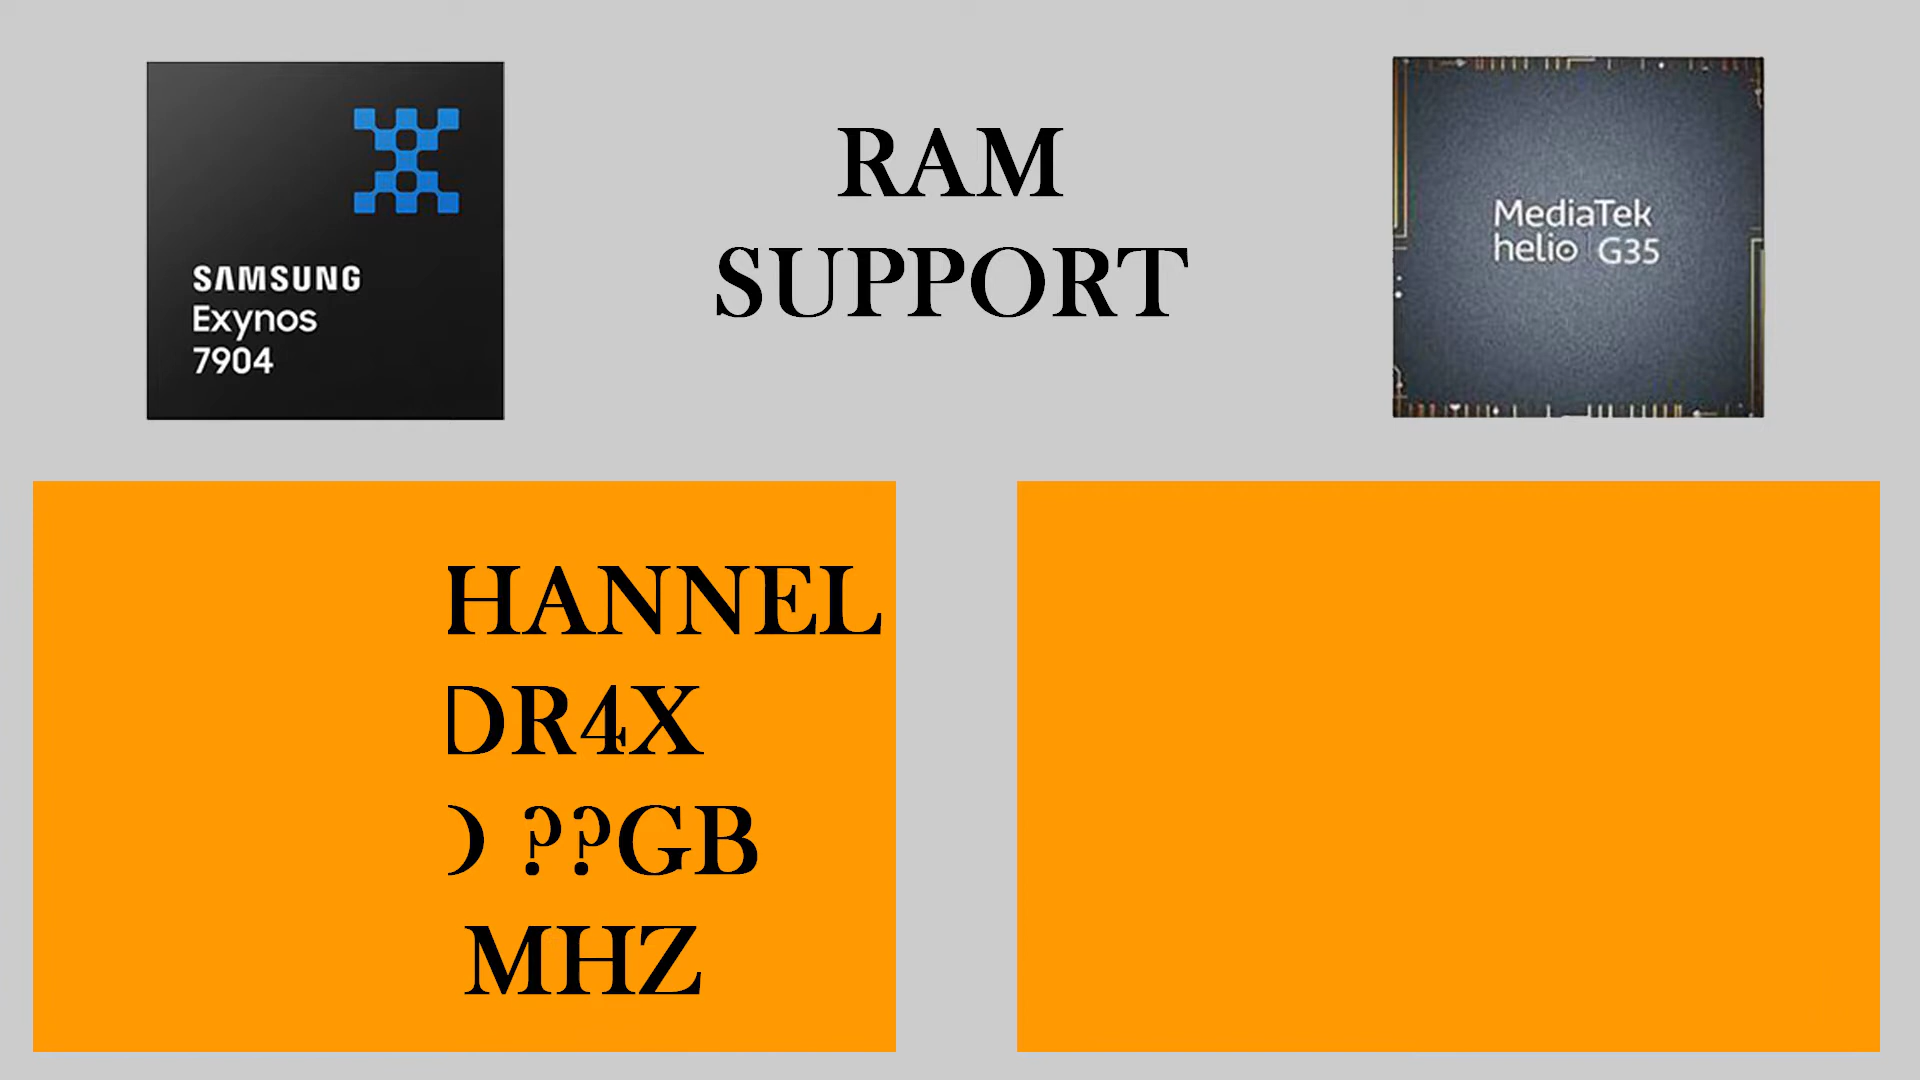 SAMSUNG
Exynos
7904
RAM
SUPPORT
MediaTek
helio G35
HANNEL
DR4X
) ??GB
MHZ